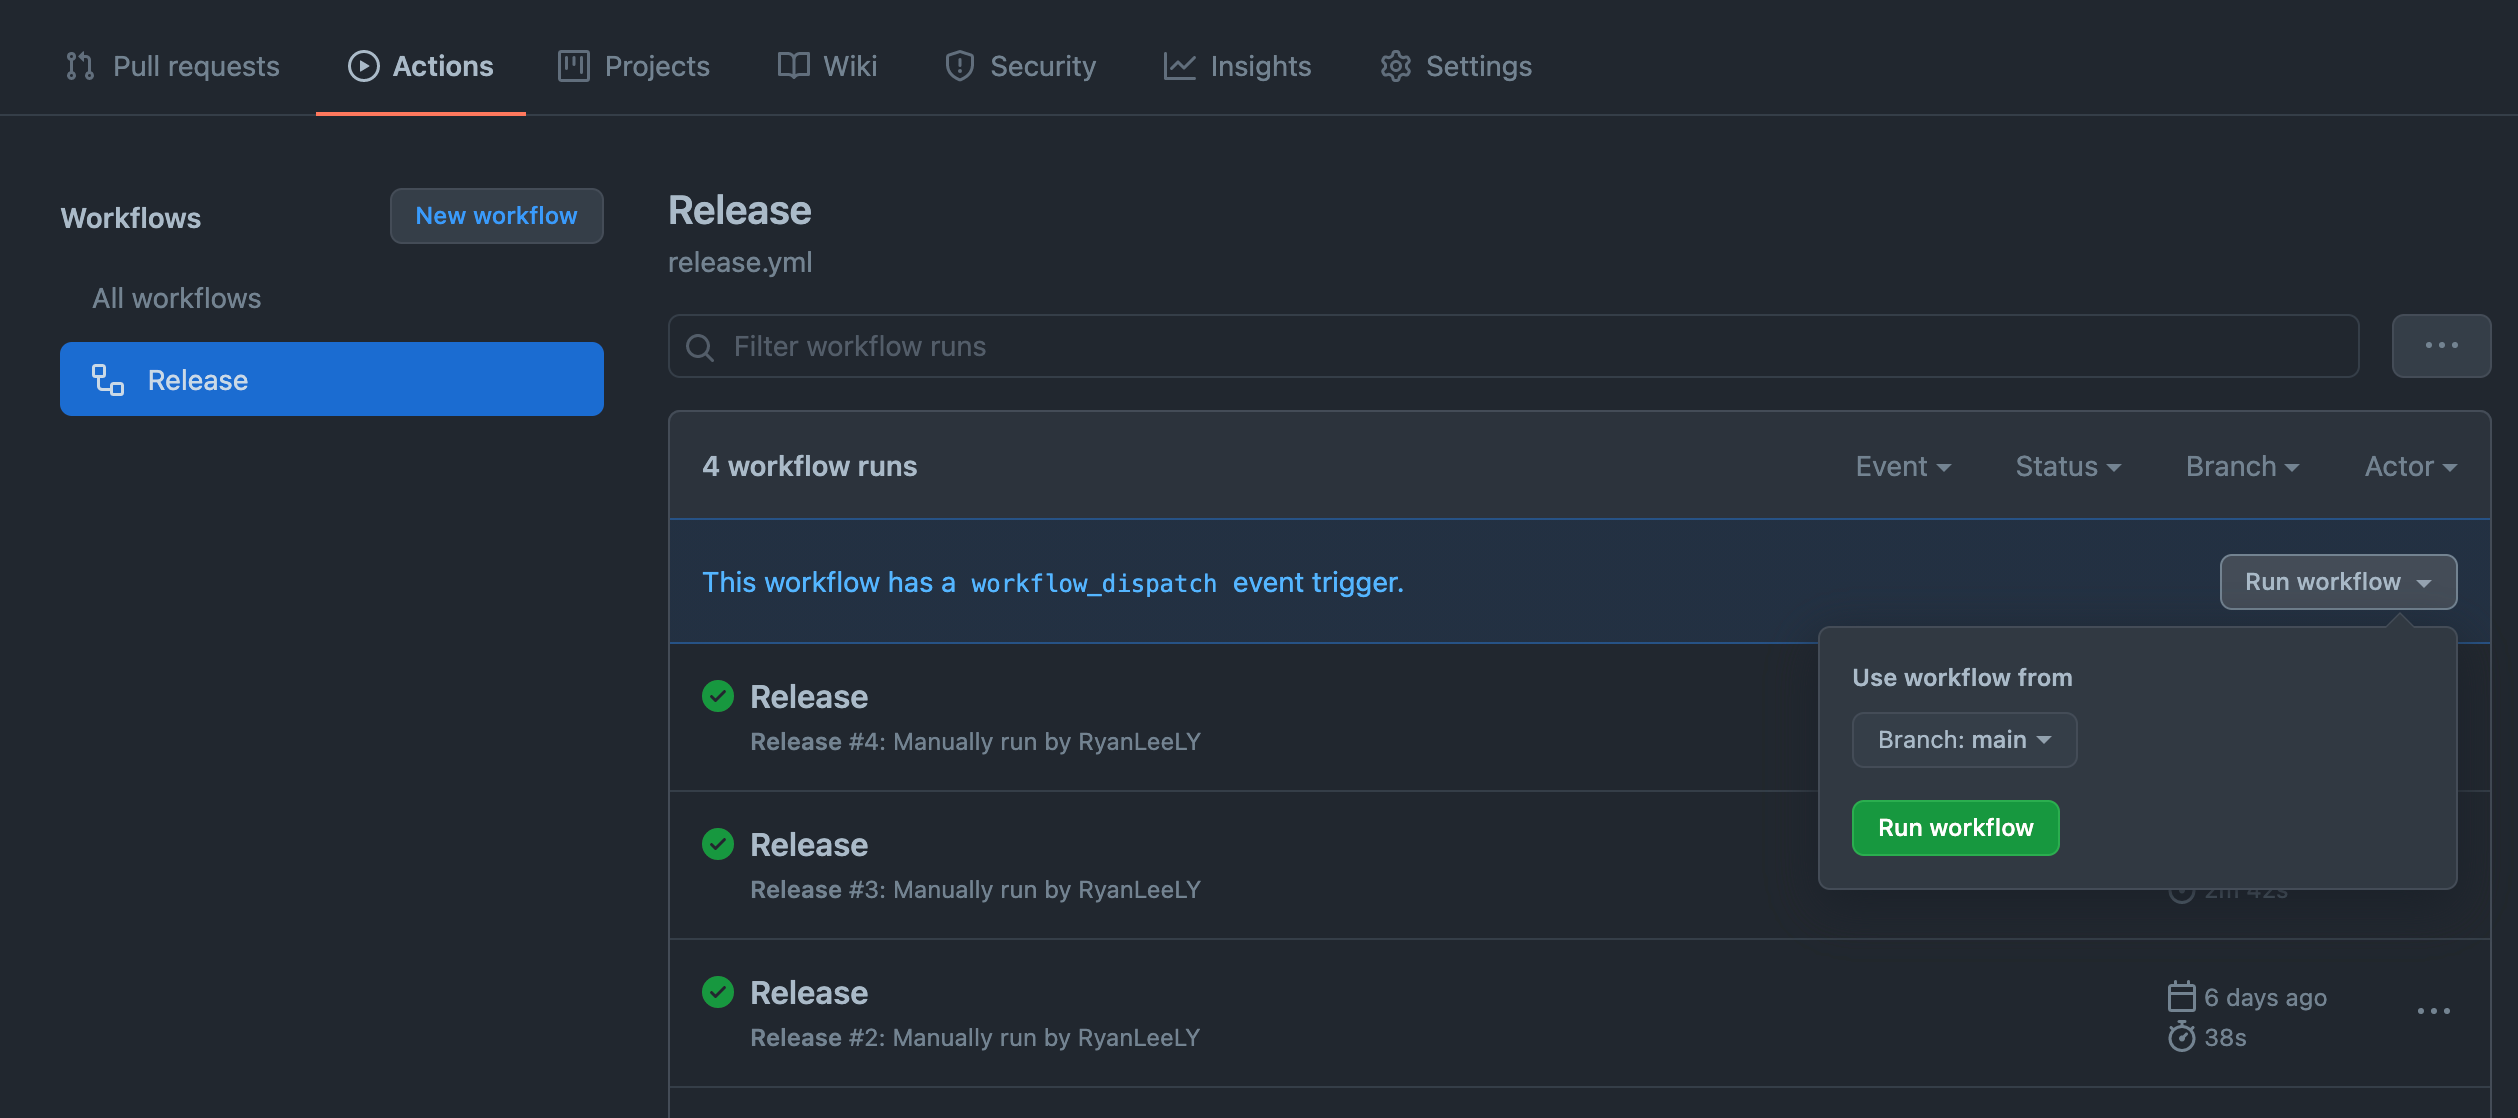 Pull requests
Actions
Projects
Wiki
Security
Insights
Settings
Workflows
New workflow
All workflows
Release
Release
release.yml
Filter workflow runs
4 workflow runs
Event
Status
Branch
Actor
This workflow has a workflow_dispatch event trigger.
Run workflow
Use workflow from
Branch: main
Run workflow
Release
Release #4: Manually run by RyanLeeLY
Release
Release #3: Manually run by RyanLeeLY
2m 42s
Release
Release #2: Manually run by RyanLeeLY
6 days ago
38s